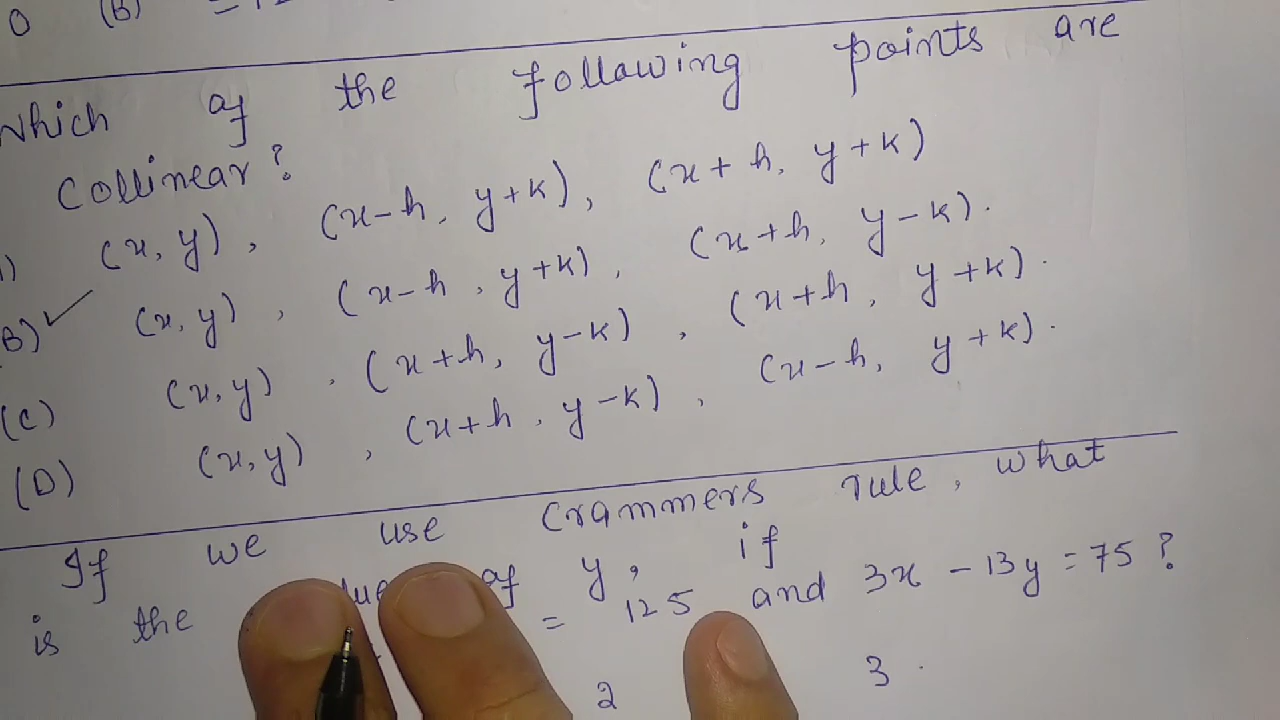 0 (B)
Which of the following points are
Collinear?
(x, y), (x-h, y+k), (x+h, y+k)
(B) ✓ (x, y), (x-h, y+k), (x+h, y-k).
(C) (x, y), (x+h, y-k), (x+h, y+k).
(D) (x, y), (x+h, y-k), (x-h, y+k).
If we use Crammers rule, what
is the of y, if
= 125 and 3x - 13y = 75?
2 3